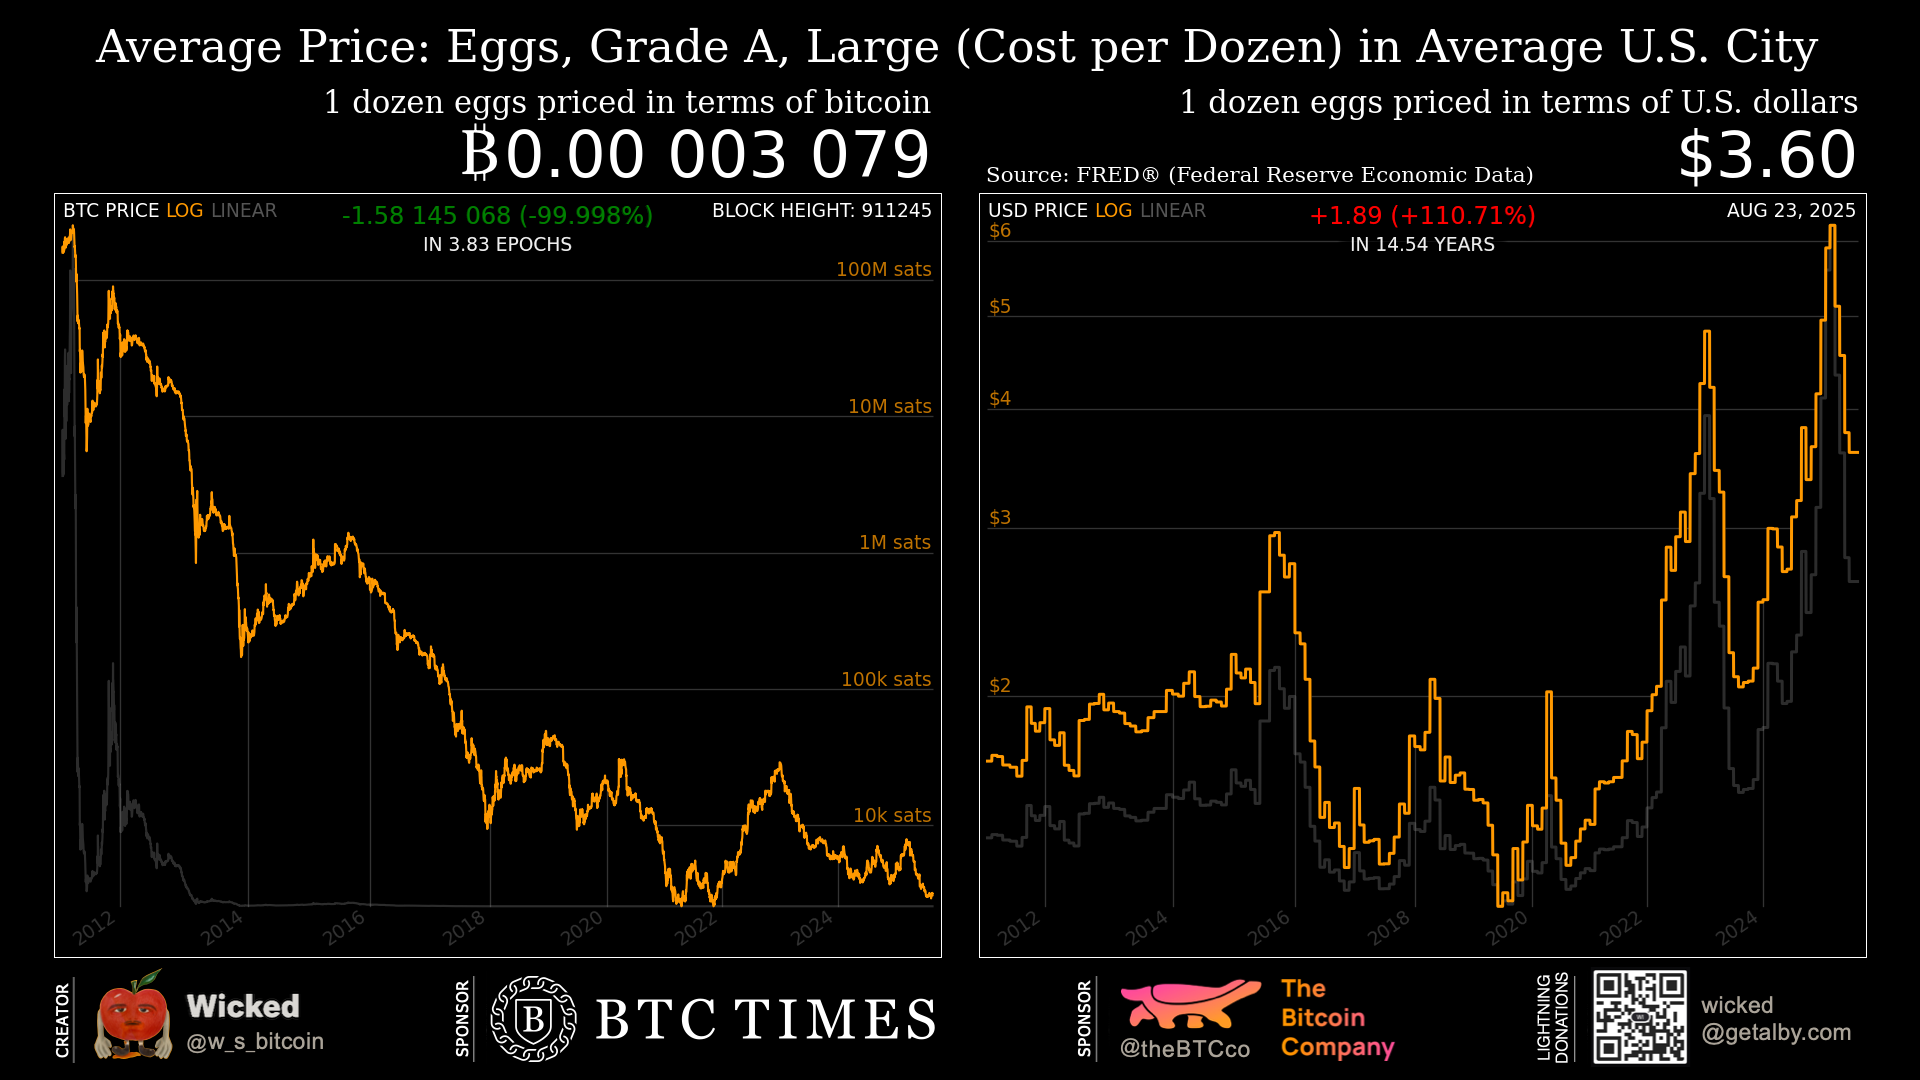 Average Price: Eggs, Grade A, Large (Cost per Dozen) in Average U.S. City
1 dozen eggs priced in terms of bitcoin
₿0.00 003 079
BTC PRICE LOG LINEAR
-1.58 145 068 (-99.998%)
IN 3.83 EPOCHS
BLOCK HEIGHT: 911245
100M sats
10M sats
1M sats
100k sats
10k sats
2012
2014
2016
2018
2020
2022
2024
1 dozen eggs priced in terms of U.S. dollars
$3.60
Source: FRED® (Federal Reserve Economic Data)
USD PRICE LOG LINEAR
+1.89 (+110.71%)
IN 14.54 YEARS
AUG 23, 2025
$6
$5
$4
$3
$2
2012
2014
2016
2018
2020
2022
2024
CREATOR
Wicked
@w_s_bitcoin
SPONSOR
B
BTC TIMES
SPONSOR
@theBTCco
The
Bitcoin
Company
LIGHTNING
DONATIONS
wicked
@getalby.com